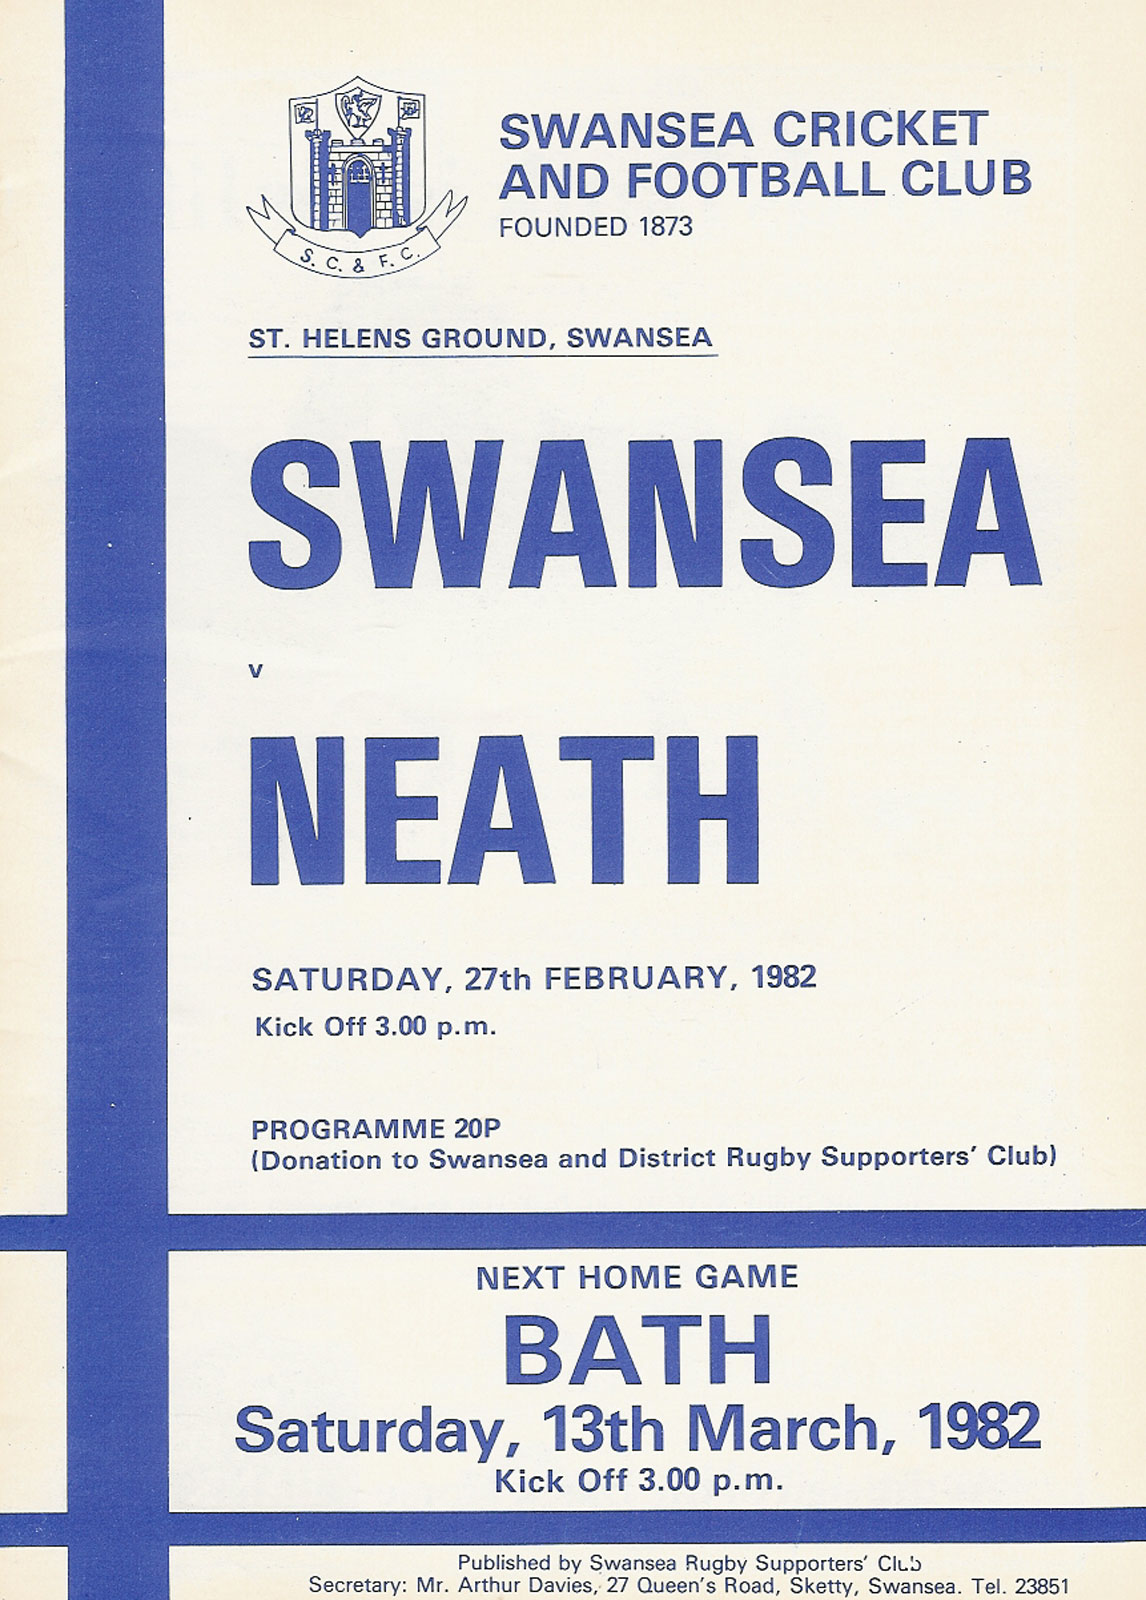 SWANSEA CRICKET
AND FOOTBALL CLUB
FOUNDED 1873
S. C. & F. C.
ST. HELENS GROUND, SWANSEA
SWANSEA
v
NEATH
SATURDAY, 27th FEBRUARY, 1982
Kick Off 3.00 p.m.
PROGRAMME 20P
(Donation to Swansea and District Rugby Supporters' Club)
NEXT HOME GAME
BATH
Saturday, 13th March, 1982
Kick Off 3.00 p.m.
Published by Swansea Rugby Supporters' Club
Secretary: Mr. Arthur Davies, 27 Queen's Road, Sketty, Swansea. Tel. 23851